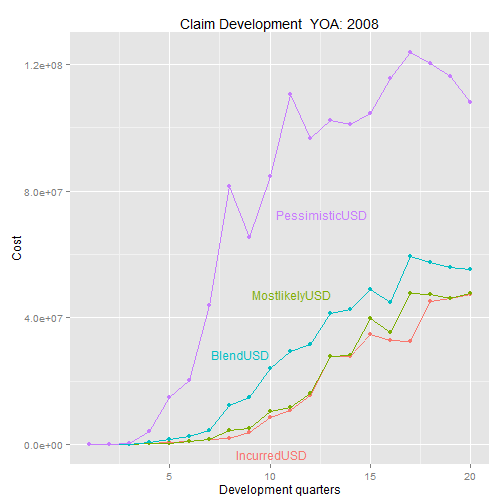 Claim Development  YOA: 2008
Cost
1.2e+08
8.0e+07
4.0e+07
0.0e+00
PessimisticUSD
MostlikelyUSD
BlendUSD
IncurredUSD
5 10 15 20
Development quarters